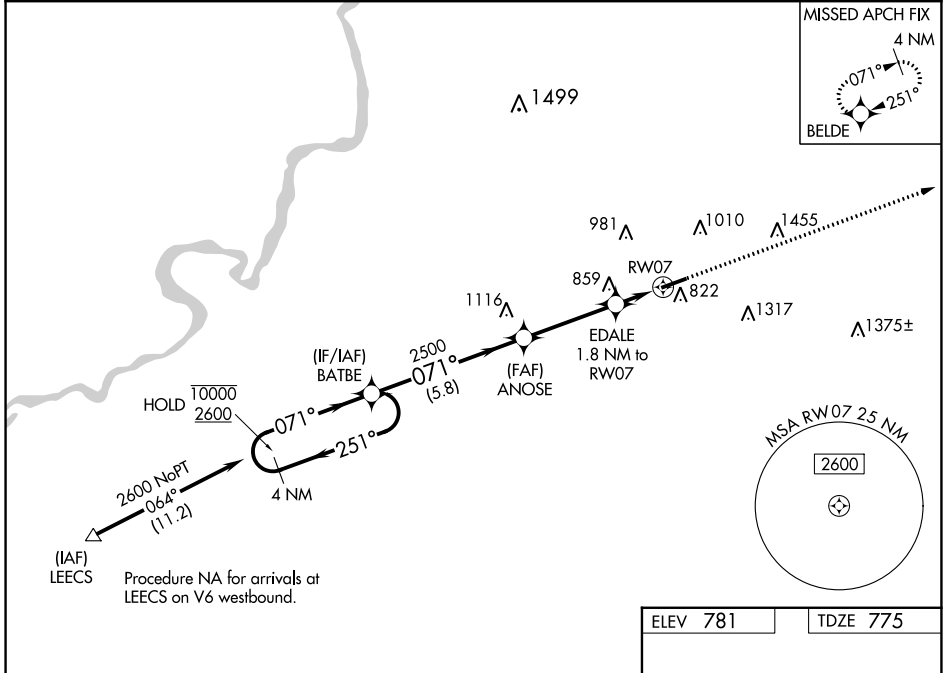 MISSED APCH FIX
4 NM
071°
251°
BELDE
1499
981
1010
1455
859
RW07
822
1116
1317
1375±
EDALE
1.8 NM to
RW07
(IF/IAF)
BATBE
2500
071°
(5.8)
(FAF)
ANOSE
HOLD
10000
2600
071°
251°
4 NM
2600 NoPT
064°
(11.2)
(IAF)
LEECS
Procedure NA for arrivals at
LEECS on V6 westbound.
MSA RW07 25 NM
2600
ELEV 781
TDZE 775